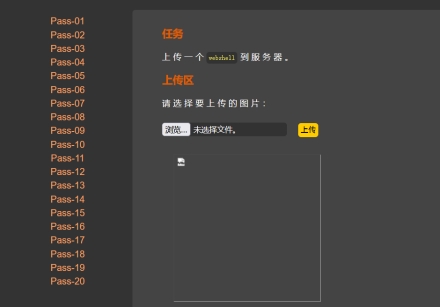 Pass-01
Pass-02
Pass-03
Pass-04
Pass-05
Pass-06
Pass-07
Pass-08
Pass-09
Pass-10
Pass-11
Pass-12
Pass-13
Pass-14
Pass-15
Pass-16
Pass-17
Pass-18
Pass-19
Pass-20
任务
上传一个 webshell 到服务器。
上传区
请选择要上传的图片：
浏览... 未选择文件。 上传